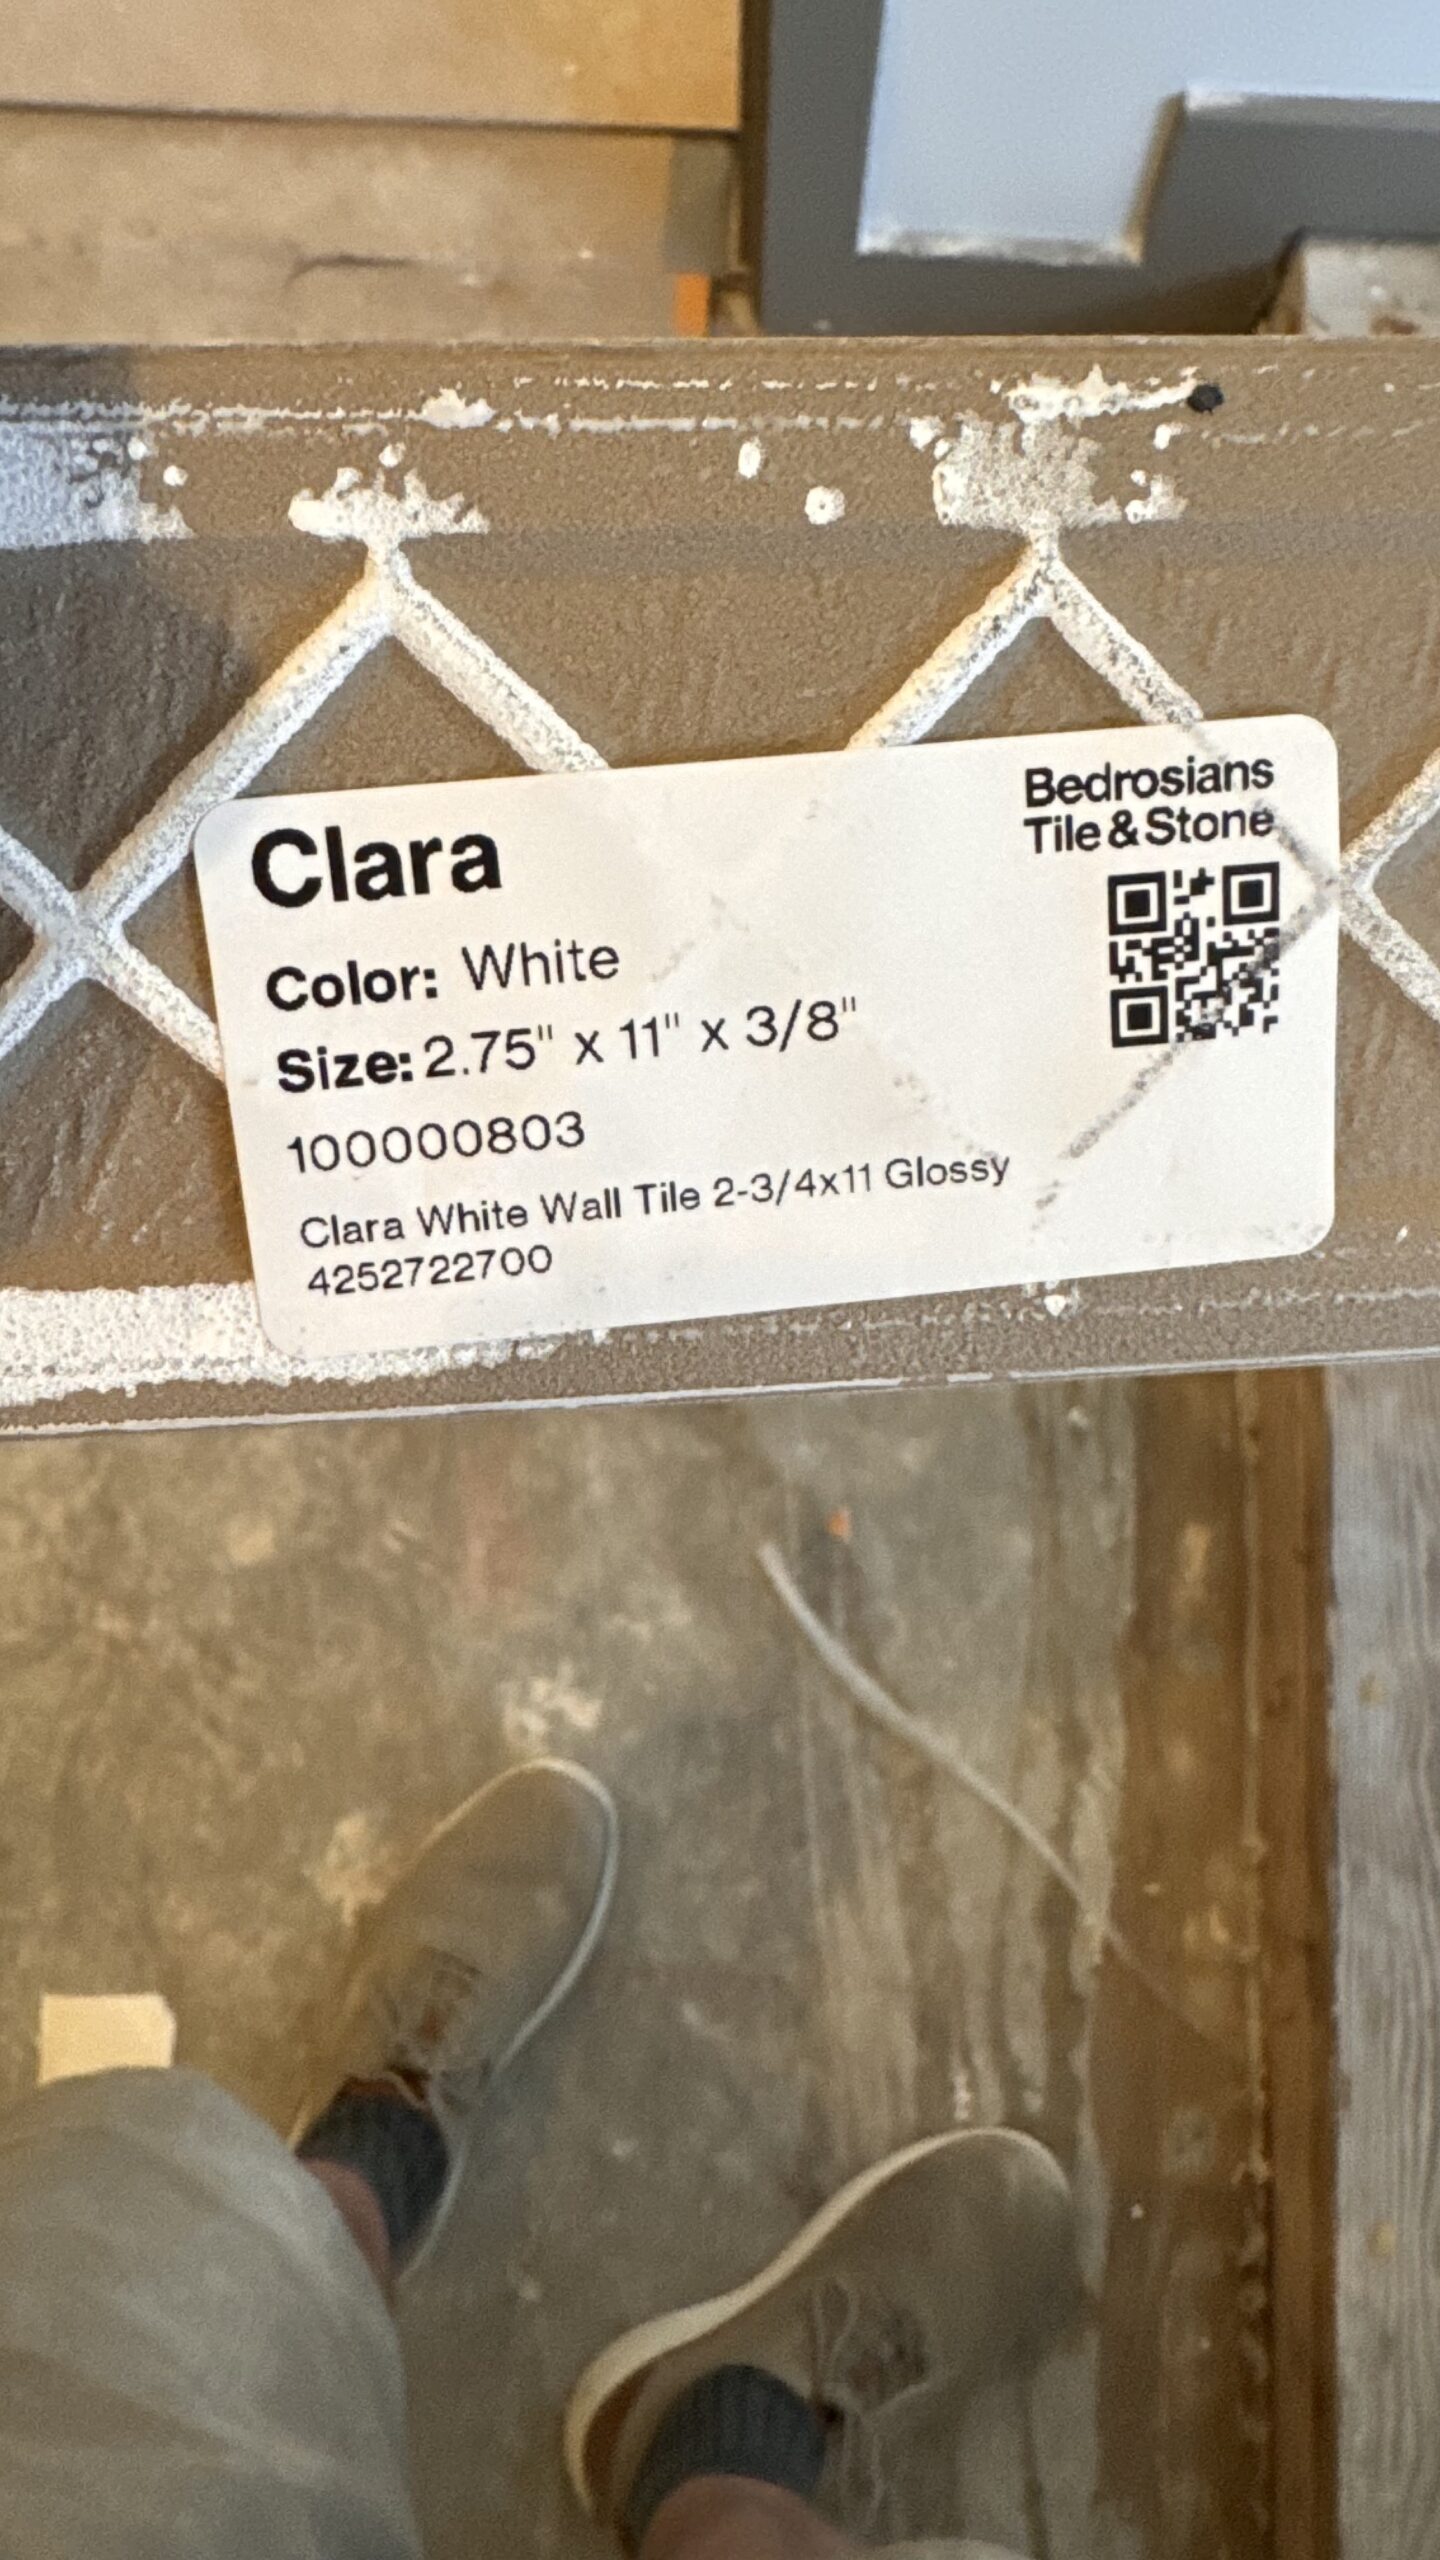 Bedrosians
Tile & Stone
Clara
Color: White
Size: 2.75" x 11" x 3/8"
100000803
Clara White Wall Tile 2-3/4x11 Glossy
4252722700